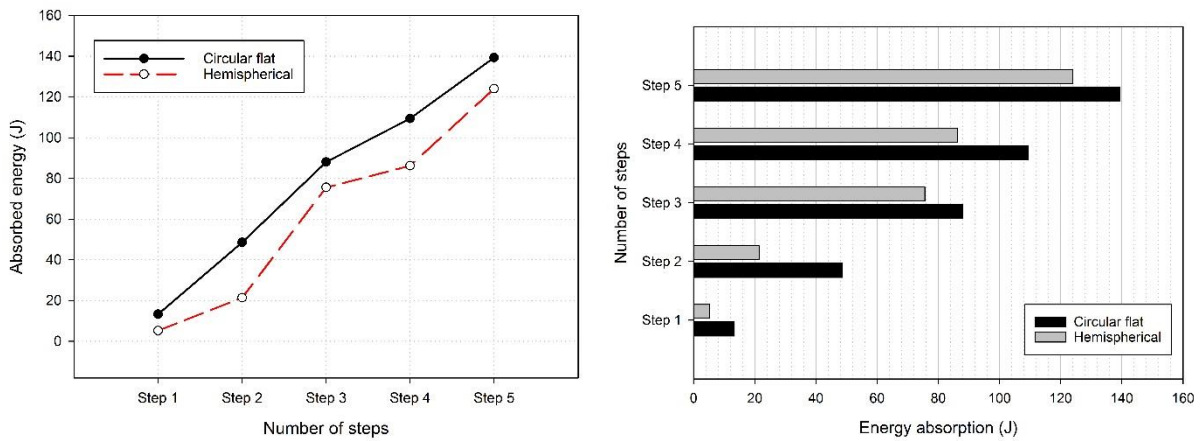 160
140
120
100
80
60
40
20
0
Absorbed energy (J)
Circular flat
Hemispherical
Step 1 Step 2 Step 3 Step 4 Step 5
Number of steps
Number of steps
Step 5
Step 4
Step 3
Step 2
Step 1
Circular flat
Hemispherical
0 20 40 60 80 100 120 140 160
Energy absorption (J)